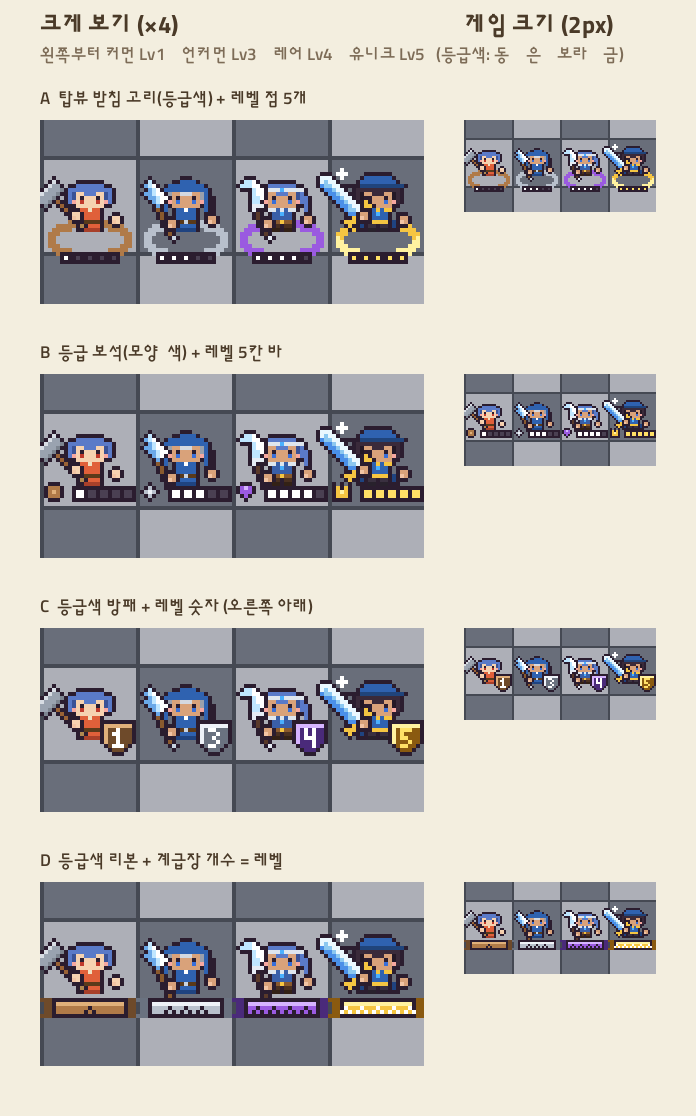 크게 보기 (×4)
게임 크기 (2px)
왼쪽부터 커먼 Lv1 언커먼 Lv3 레어 Lv4 유니크 Lv5 (등급색: 동 은 보라 금)
A 탑뷰 받침 고리(등급색) + 레벨 점 5개
B 등급 보석(모양 색) + 레벨 5칸 바
C 등급색 방패 + 레벨 숫자 (오른쪽 아래)
1 3 4 5
1 3 4 5
D 등급색 리본 + 계급장 개수 = 레벨